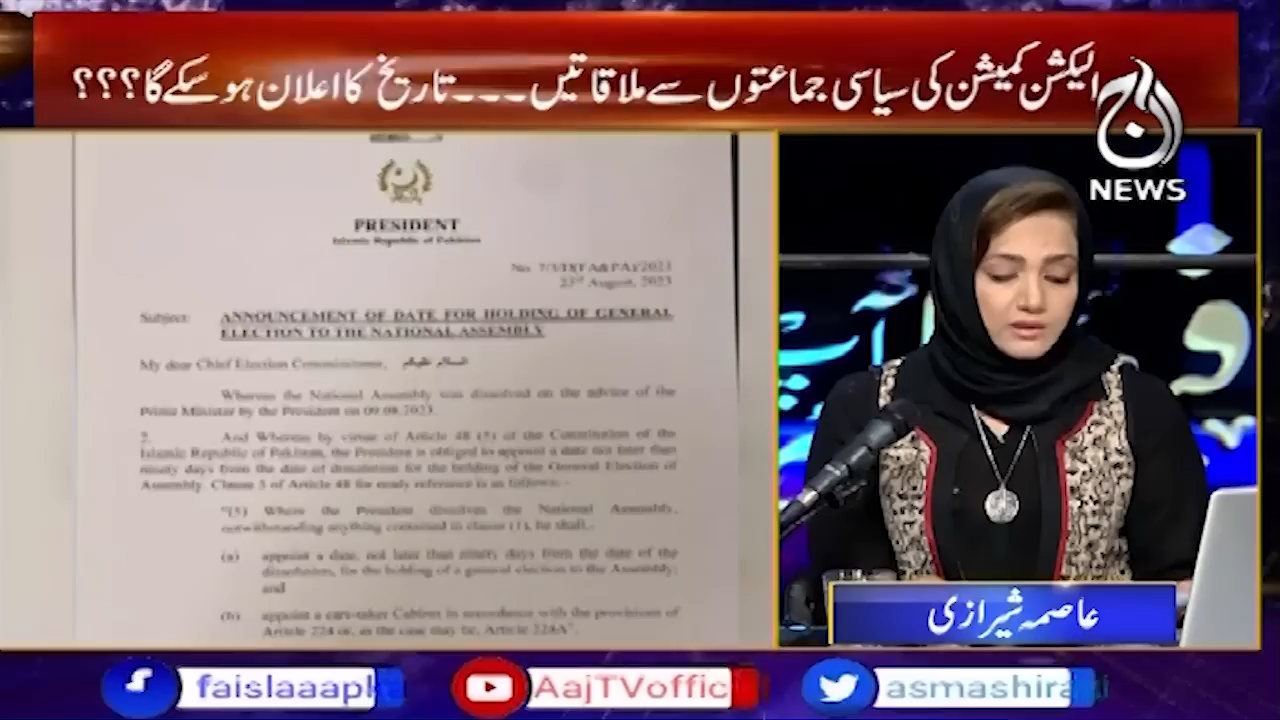 الیکشن کمیشن کی سیاسی جماعتوں سے ملاقاتیں۔۔۔تاریخ کا اعلان ہو سکے گا؟؟؟
آج
NEWS
PRESIDENT
Islamic Republic of Pakistan
23rd August, 2023
Subject: ANNOUNCEMENT OF DATE FOR HOLDING OF GENERAL
ELECTION TO THE NATIONAL ASSEMBLY
My dear Chief Election Commissioner, السلام علیکم
Whereas the National Assembly was dissolved on the advice of the
Prime Minister by the President on 09.08.2023.
2. And Whereas by virtue of Article 48 (5) of the Constitution of the
Islamic Republic of Pakistan, the President is obliged to appoint a date not later than
ninety days from the date of dissolution for the holding of the General Election of
Assembly. Clause 5 of Article 48 for ready reference is as follows:-
"(5) Where the President dissolves the National Assembly,
notwithstanding anything contained in clause (1), he shall,-
(a) appoint a date, not later than ninety days from the date of the
dissolution, for the holding of a general election to the Assembly;
and
(b) appoint a care-taker Cabinet in accordance with the provisions of
Article 224 or, as the case may be, Article 224A".
عاصمہ شیرازی
faislaaapk
AajTVoffic
asmashira